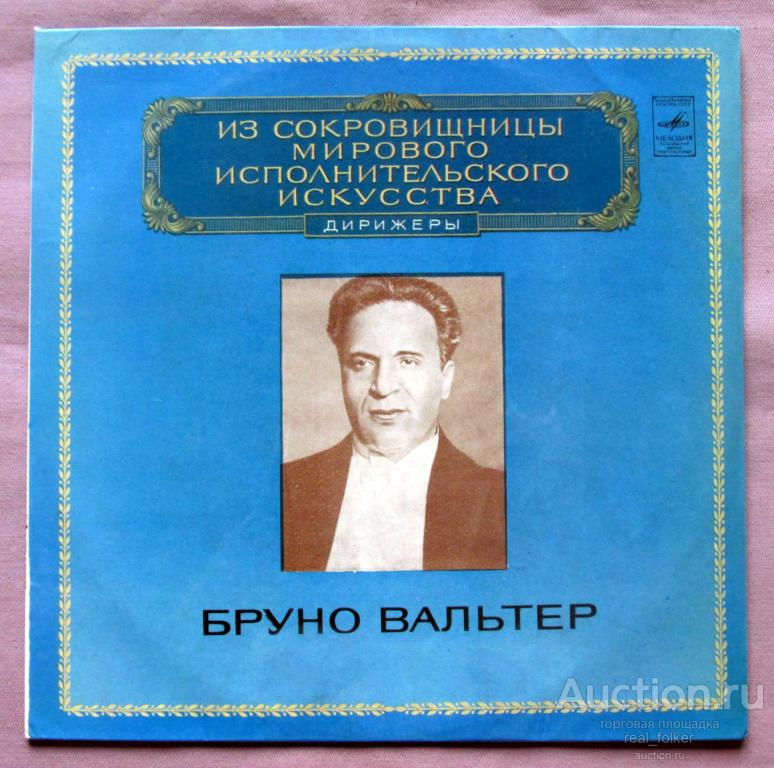 ИЗ СОКРОВИЩНИЦЫ
МИРОВОГО
ИСПОЛНИТЕЛЬСКОГО
ИСКУССТВА
ДИРИЖЕРЫ
МЕЛОДИЯ
БРУНО ВАЛЬТЕР
Auction.ru
торговая площадка
real_folker
auction.ru